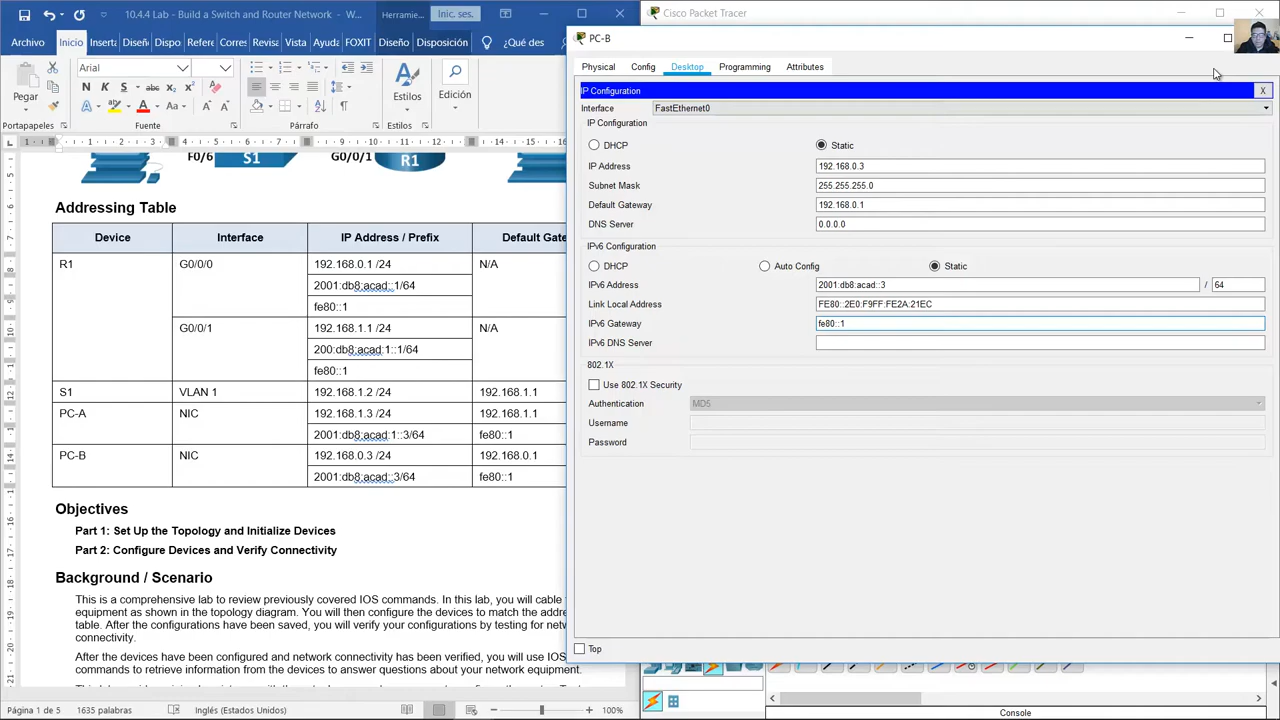 10.4.4 Lab - Build a Switch and Router Network
Herramie...
Inic. ses.
Archivo Inicio Inserta Diseñ Dispo Refere Corres Revisa Vista Ayuda FOXIT Diseño Disposición ¿Qué des
Arial
Pegar
N K S abc x₂ x²
A A Aa
Estilos
Edición
Portapapeles Fuente Párrafo Estilos
F0/6 S1 G0/0/1 R1
Addressing Table
Device Interface IP Address / Prefix Default Gate
R1 G0/0/0 192.168.0.1 /24 N/A
2001:db8:acad::1/64
fe80::1
G0/0/1 192.168.1.1 /24 N/A
200:db8:acad:1::1/64
fe80::1
S1 VLAN 1 192.168.1.2 /24 192.168.1.1
PC-A NIC 192.168.1.3 /24 192.168.1.1
2001:db8:acad:1::3/64 fe80::1
PC-B NIC 192.168.0.3 /24 192.168.0.1
2001:db8:acad::3/64 fe80::1
Objectives
Part 1: Set Up the Topology and Initialize Devices
Part 2: Configure Devices and Verify Connectivity
Background / Scenario
This is a comprehensive lab to review previously covered IOS commands. In this lab, you will cable
equipment as shown in the topology diagram. You will then configure the devices to match the addre
table. After the configurations have been saved, you will verify your configurations by testing for netw
connectivity.
After the devices have been configured and network connectivity has been verified, you will use IOS
commands to retrieve information from the devices to answer questions about your network equipment.
Página 1 de 5 1635 palabras Inglés (Estados Unidos) 100%
Cisco Packet Tracer
PC-B
Physical Config Desktop Programming Attributes
IP Configuration X
Interface FastEthernet0
IP Configuration
DHCP Static
IP Address 192.168.0.3
Subnet Mask 255.255.255.0
Default Gateway 192.168.0.1
DNS Server 0.0.0.0
IPv6 Configuration
DHCP Auto Config Static
IPv6 Address 2001:db8:acad::3 / 64
Link Local Address FE80::2E0:F9FF:FE2A:21EC
IPv6 Gateway fe80::1
IPv6 DNS Server
802.1X
Use 802.1X Security
Authentication MD5
Username
Password
Top
Console